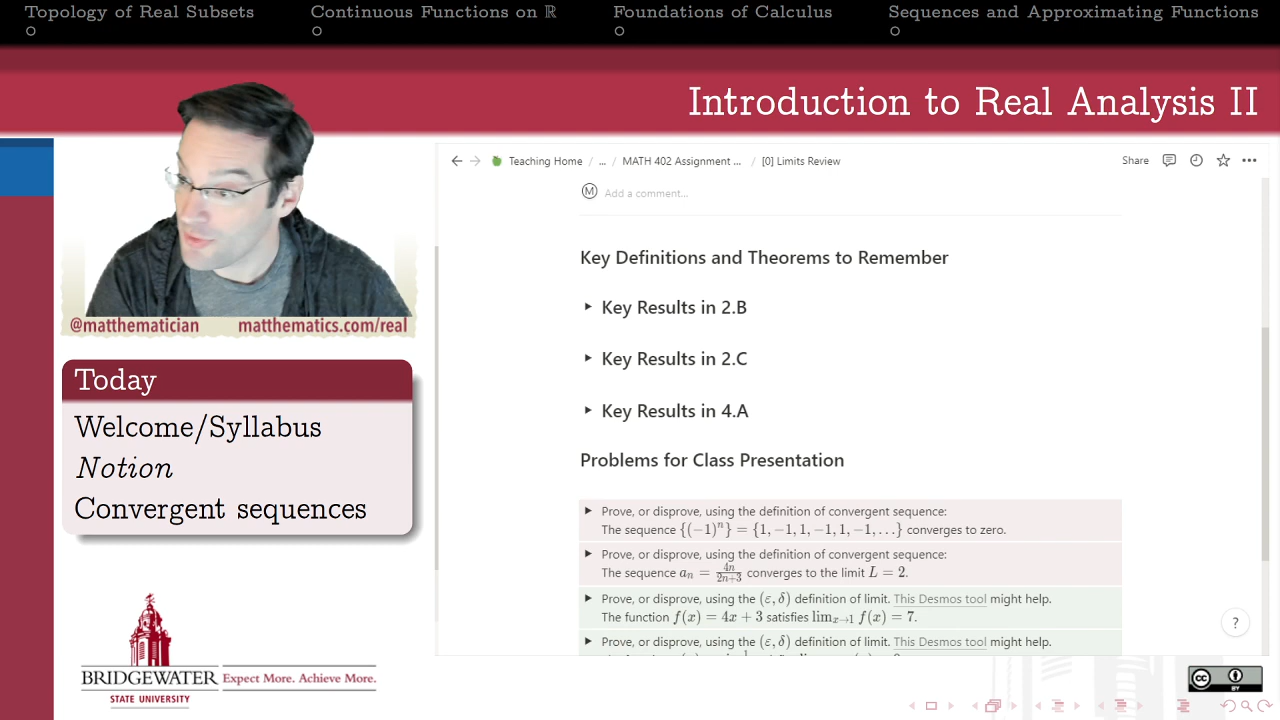 Topology of Real Subsets
Continuous Functions on ℝ
Foundations of Calculus
Sequences and Approximating Functions
Introduction to Real Analysis II
Teaching Home / ... / MATH 402 Assignment ... / [0] Limits Review
Share
M Add a comment...
Key Definitions and Theorems to Remember
Key Results in 2.B
Key Results in 2.C
Key Results in 4.A
Problems for Class Presentation
Prove, or disprove, using the definition of convergent sequence:
The sequence {(−1)ⁿ} = {1, −1, 1, −1, 1, −1, …} converges to zero.
Prove, or disprove, using the definition of convergent sequence:
The sequence aₙ = 4n/2n+3 converges to the limit L = 2.
Prove, or disprove, using the (ε, δ) definition of limit. This Desmos tool might help.
The function f(x) = 4x + 3 satisfies limₓ→₁ f(x) = 7.
Prove, or disprove, using the (ε, δ) definition of limit. This Desmos tool might help.
?
@matthematician matthematics.com/real
Today
Welcome/Syllabus
Notion
Convergent sequences
BRIDGEWATER
STATE UNIVERSITY
Expect More. Achieve More.
CC
BY